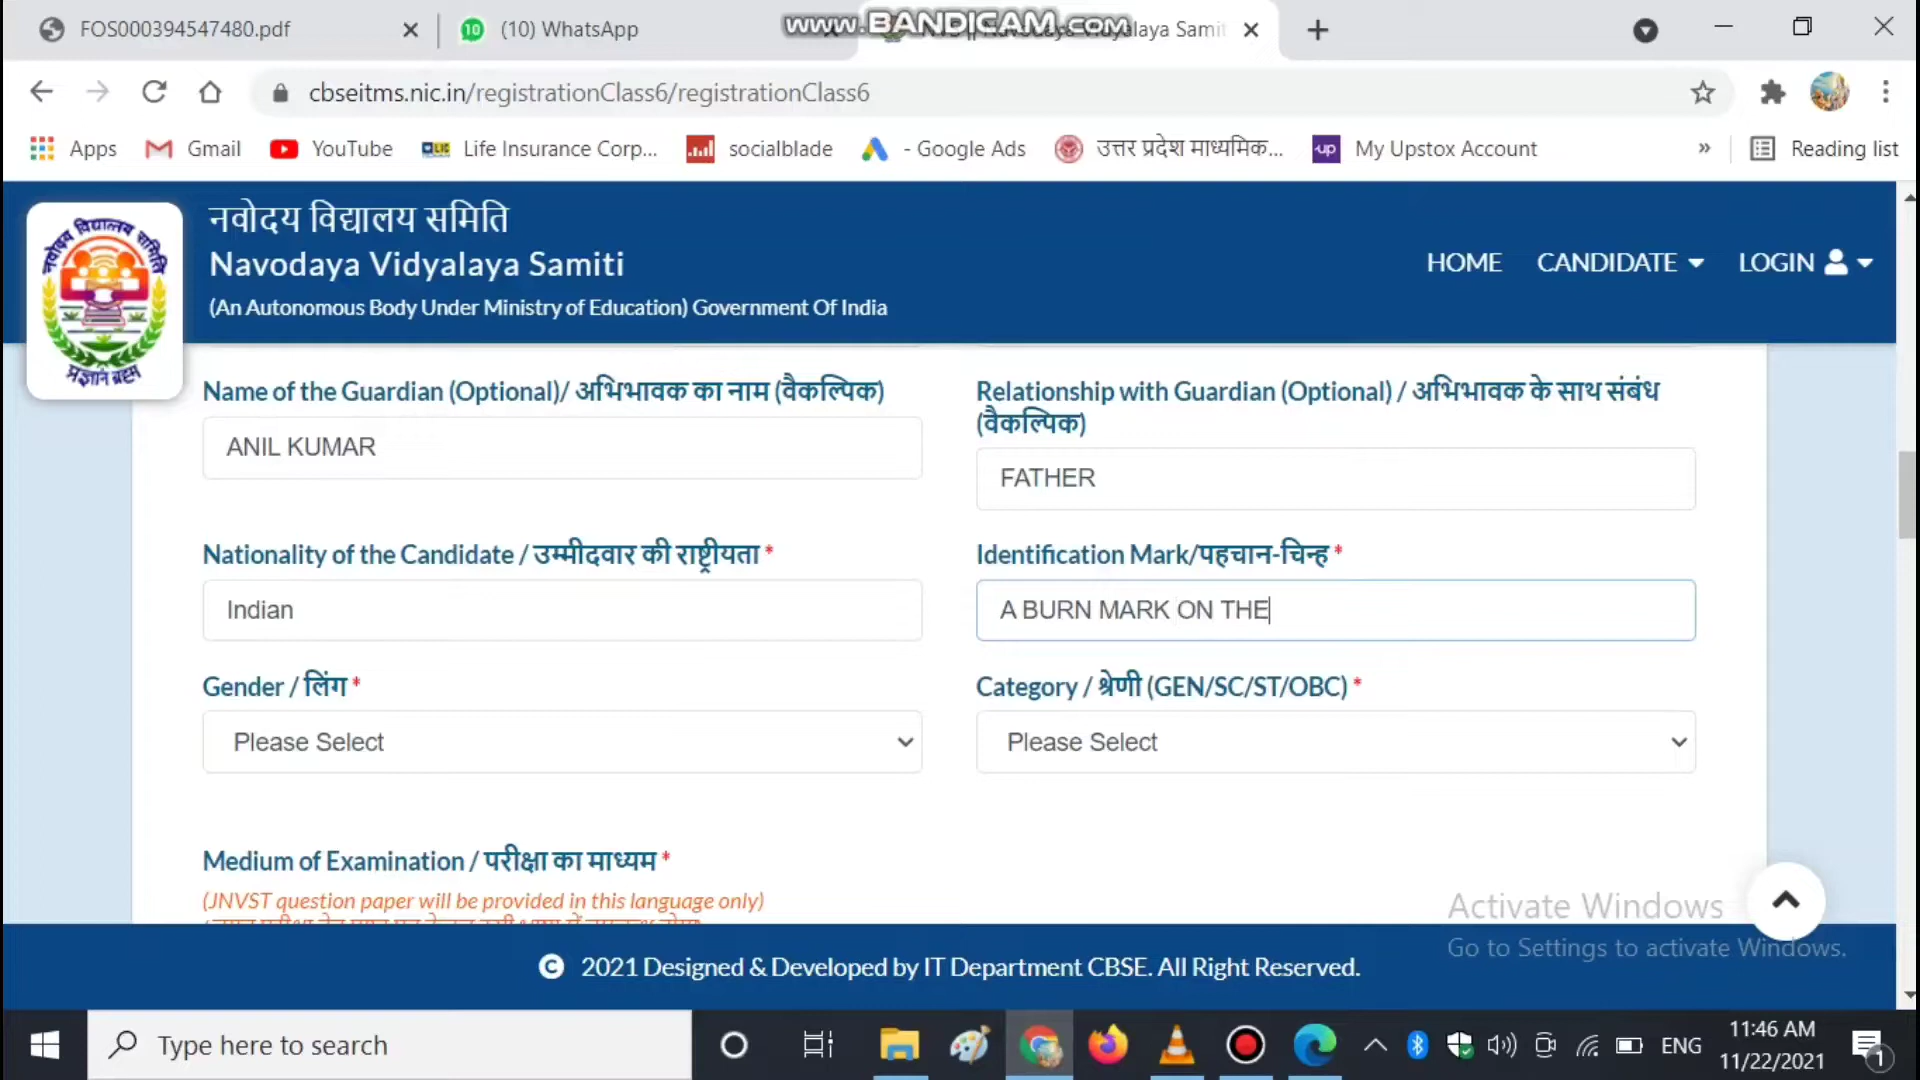 FOS000394547480.pdf
(10) WhatsApp
www.BANDICAM.com
cbseitms.nic.in/registrationClass6/registrationClass6
Apps
Gmail
YouTube
Life Insurance Corp...
socialblade
- Google Ads
उत्तर प्रदेश माध्यमिक...
My Upstox Account
»
Reading list
नवोदय विद्यालय समिति
Navodaya Vidyalaya Samiti
(An Autonomous Body Under Ministry of Education) Government Of India
HOME
CANDIDATE
LOGIN
नवोदय विद्यालय समिति
प्रज्ञानं ब्रह्म
Name of the Guardian (Optional)/ अभिभावक का नाम (वैकल्पिक)
ANIL KUMAR
Relationship with Guardian (Optional) / अभिभावक के साथ संबंध
(वैकल्पिक)
FATHER
Nationality of the Candidate / उम्मीदवार की राष्ट्रीयता *
Indian
Identification Mark/पहचान-चिन्ह *
A BURN MARK ON THE
Gender / लिंग *
Please Select
Category / श्रेणी (GEN/SC/ST/OBC) *
Please Select
Medium of Examination / परीक्षा का माध्यम *
(JNVST question paper will be provided in this language only)
Activate Windows
Go to Settings to activate Windows.
© 2021 Designed & Developed by IT Department CBSE. All Right Reserved.
Type here to search
ENG
11:46 AM
11/22/2021
1